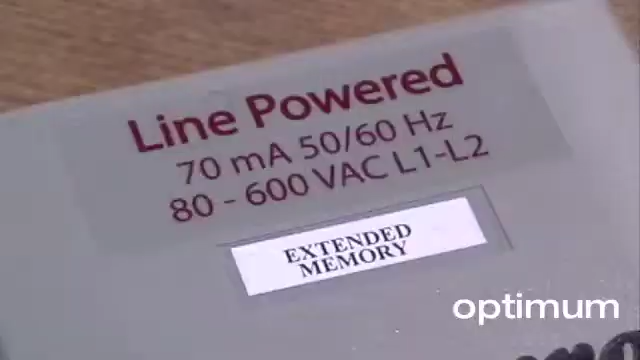 Line Powered
70 mA 50/60 Hz
80 - 600 VAC L1-L2
EXTENDED
MEMORY
optimum